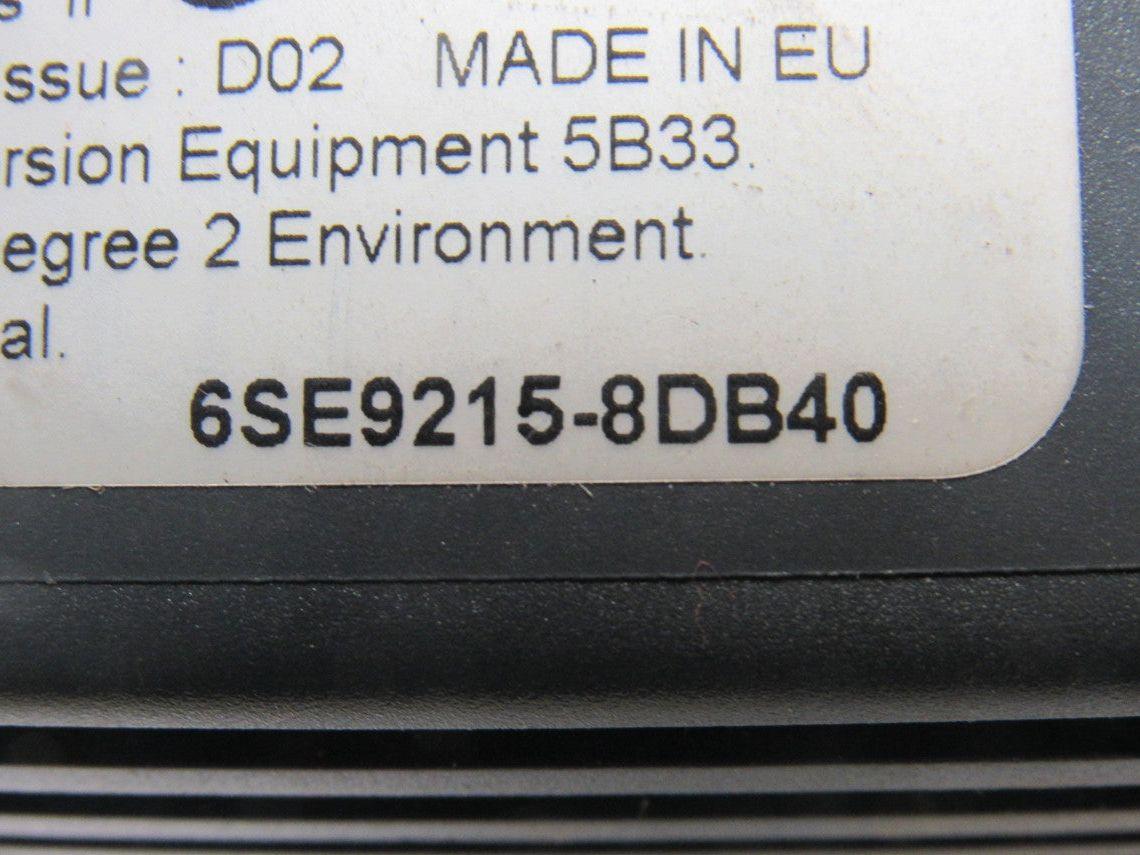 ssue : D02 MADE IN EU
rsion Equipment 5B33.
egree 2 Environment.
al.
6SE9215-8DB40